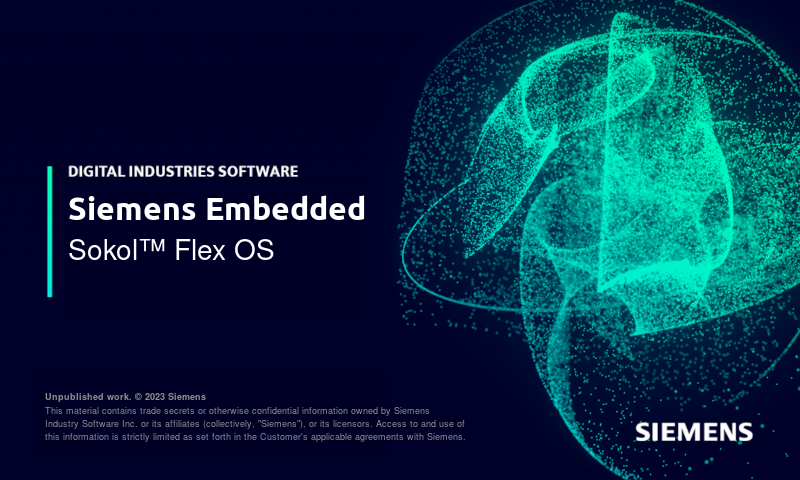 DIGITAL INDUSTRIES SOFTWARE
Siemens Embedded
Sokol™ Flex OS
Unpublished work. © 2023 Siemens
This material contains trade secrets or otherwise confidential information owned by Siemens
Industry Software Inc. or its affiliates (collectively, "Siemens"), or its licensors. Access to and use of
this information is strictly limited as set forth in the Customer's applicable agreements with Siemens.
SIEMENS